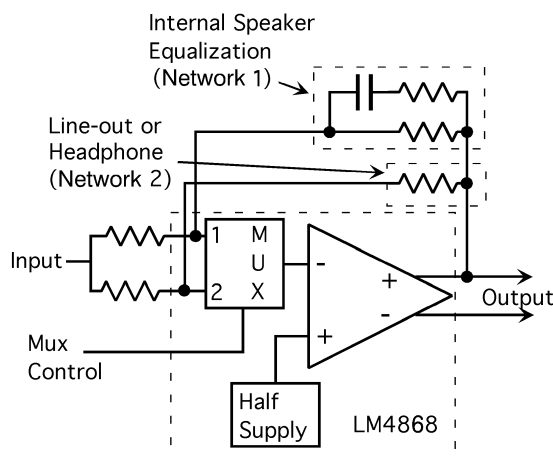 Internal Speaker
Equalization
(Network 1)
Line-out or
Headphone
(Network 2)
1 M
Input
U
2 X
-
+
Output
-
+
Mux
Control
Half
Supply
LM4868